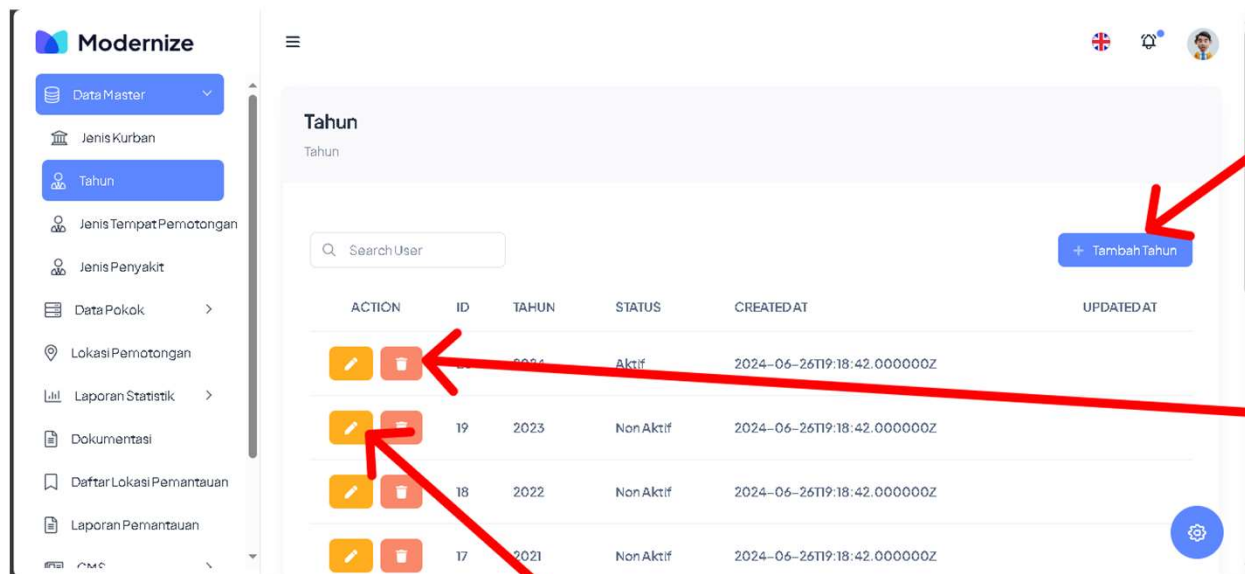 Modernize
Data Master
Jenis Kurban
Tahun
Jenis Tempat Pemotongan
Jenis Penyakit
Data Pokok
Lokasi Pemotongan
Laporan Statistik
Dokumentasi
Daftar Lokasi Pemantauan
Laporan Pemantauan
CMS
Tahun
Tahun
Search User
+ Tambah Tahun
ACTION ID TAHUN STATUS CREATED AT UPDATED AT
2024 Aktif 2024-06-26T19:18:42.000000Z
19 2023 Non Aktif 2024-06-26T19:18:42.000000Z
18 2022 Non Aktif 2024-06-26T19:18:42.000000Z
17 2021 Non Aktif 2024-06-26T19:18:42.000000Z